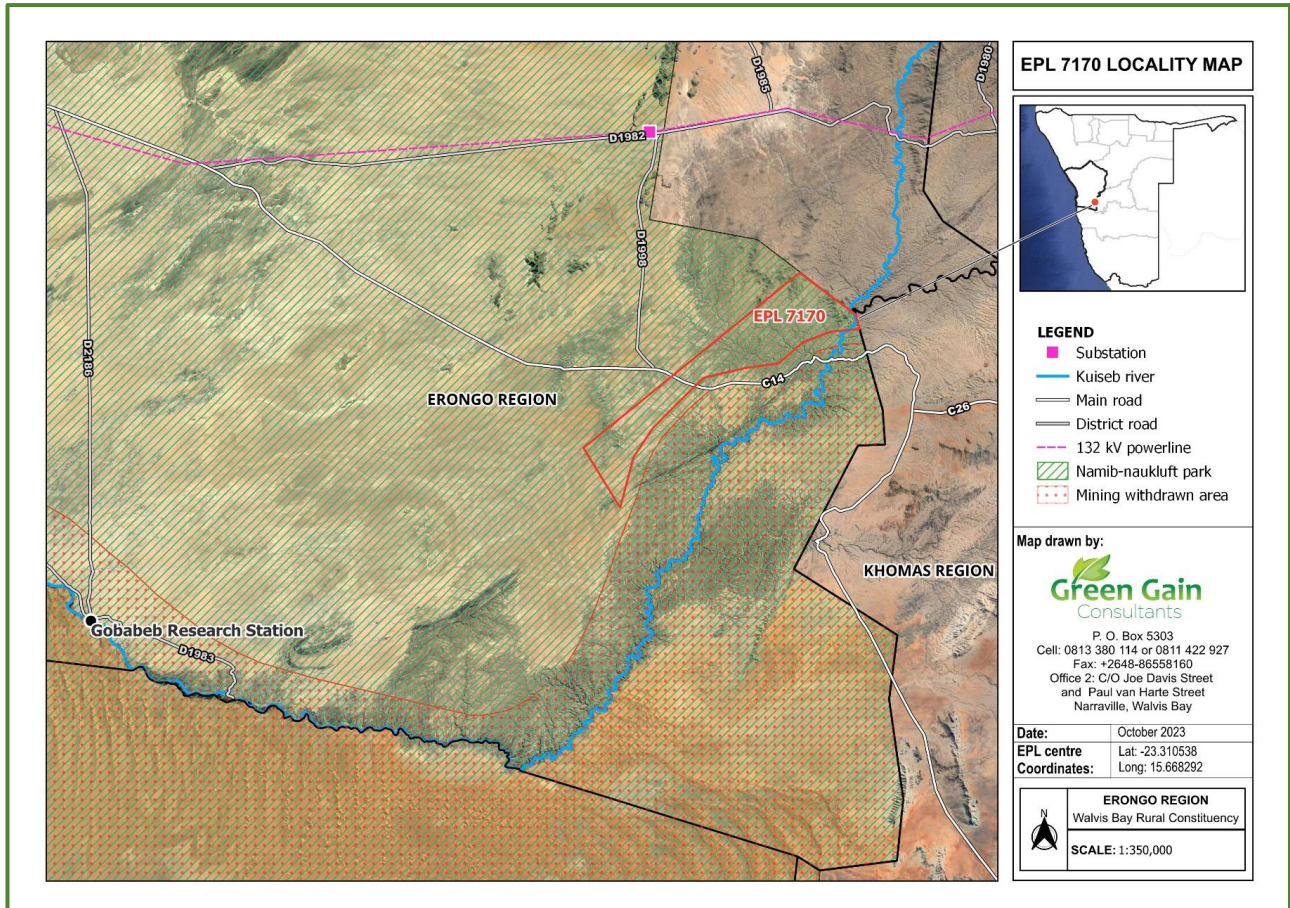 EPL 7170 LOCALITY MAP
D1985
D1980
D1982
D1998
D2186
EPL 7170
C14
C26
ERONGO REGION
KHOMAS REGION
Gobabeb Research Station
D1983
LEGEND
Substation
Kuiseb river
Main road
District road
132 kV powerline
Namib-naukluft park
Mining withdrawn area
Map drawn by:
Green Gain
Consultants
P. O. Box 5303
Cell: 0813 380 114 or 0811 422 927
Fax: +2648-86558160
Office 2: C/O Joe Davis Street
and Paul van Harte Street
Narraville, Walvis Bay
Date: October 2023
EPL centre Lat: -23.310538
Coordinates: Long: 15.668292
N
ERONGO REGION
Walvis Bay Rural Constituency
SCALE: 1:350,000